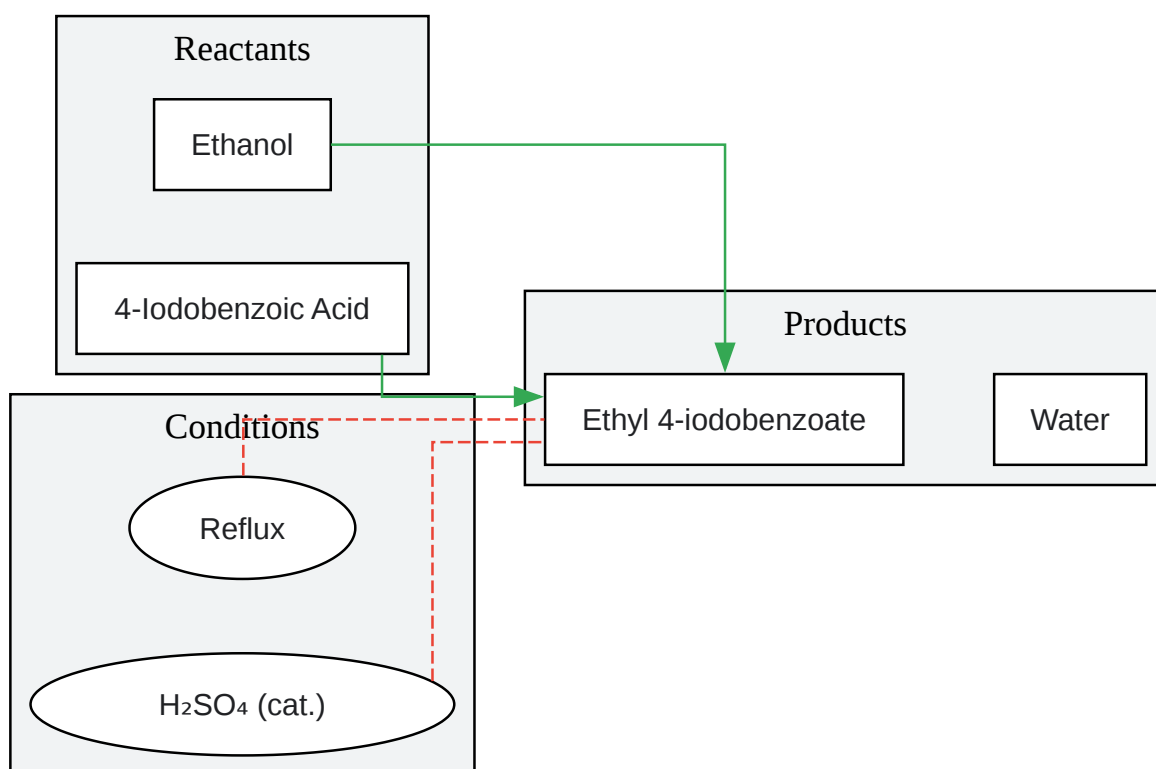 Reactants
Ethanol
4-Iodobenzoic Acid
Products
Ethyl 4-iodobenzoate
Water
Conditions
Reflux
H₂SO₄ (cat.)